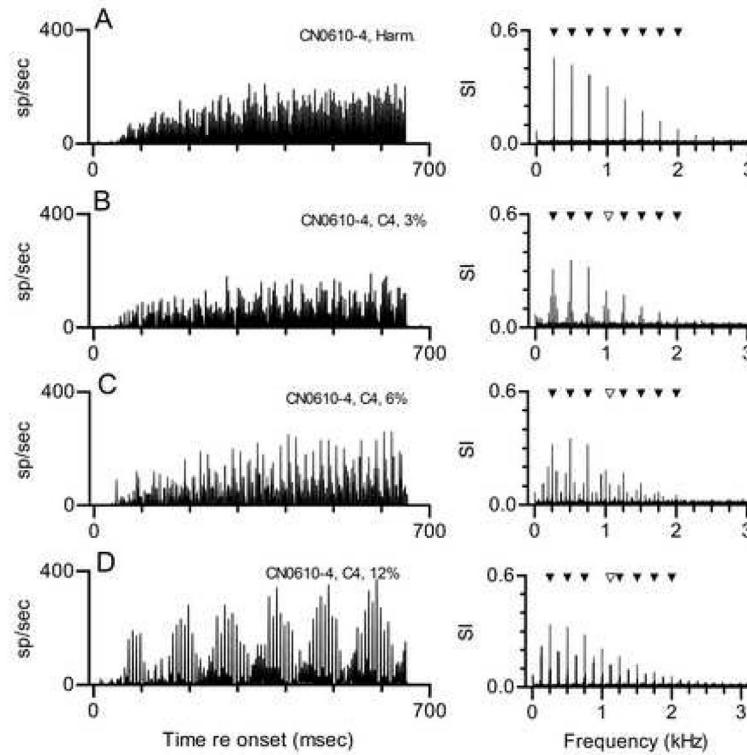 A
400
sp/sec
0
0
700
CN0610-4, Harm.
0.6
SI
0.0
0
1
2
3
B
400
sp/sec
0
0
700
CN0610-4, C4, 3%
0.6
SI
0.0
0
1
2
3
C
400
sp/sec
0
0
700
CN0610-4, C4, 6%
0.6
SI
0.0
0
1
2
3
D
400
sp/sec
0
0
700
CN0610-4, C4, 12%
Time re onset (msec)
0.6
SI
0.0
0
1
2
3
Frequency (kHz)